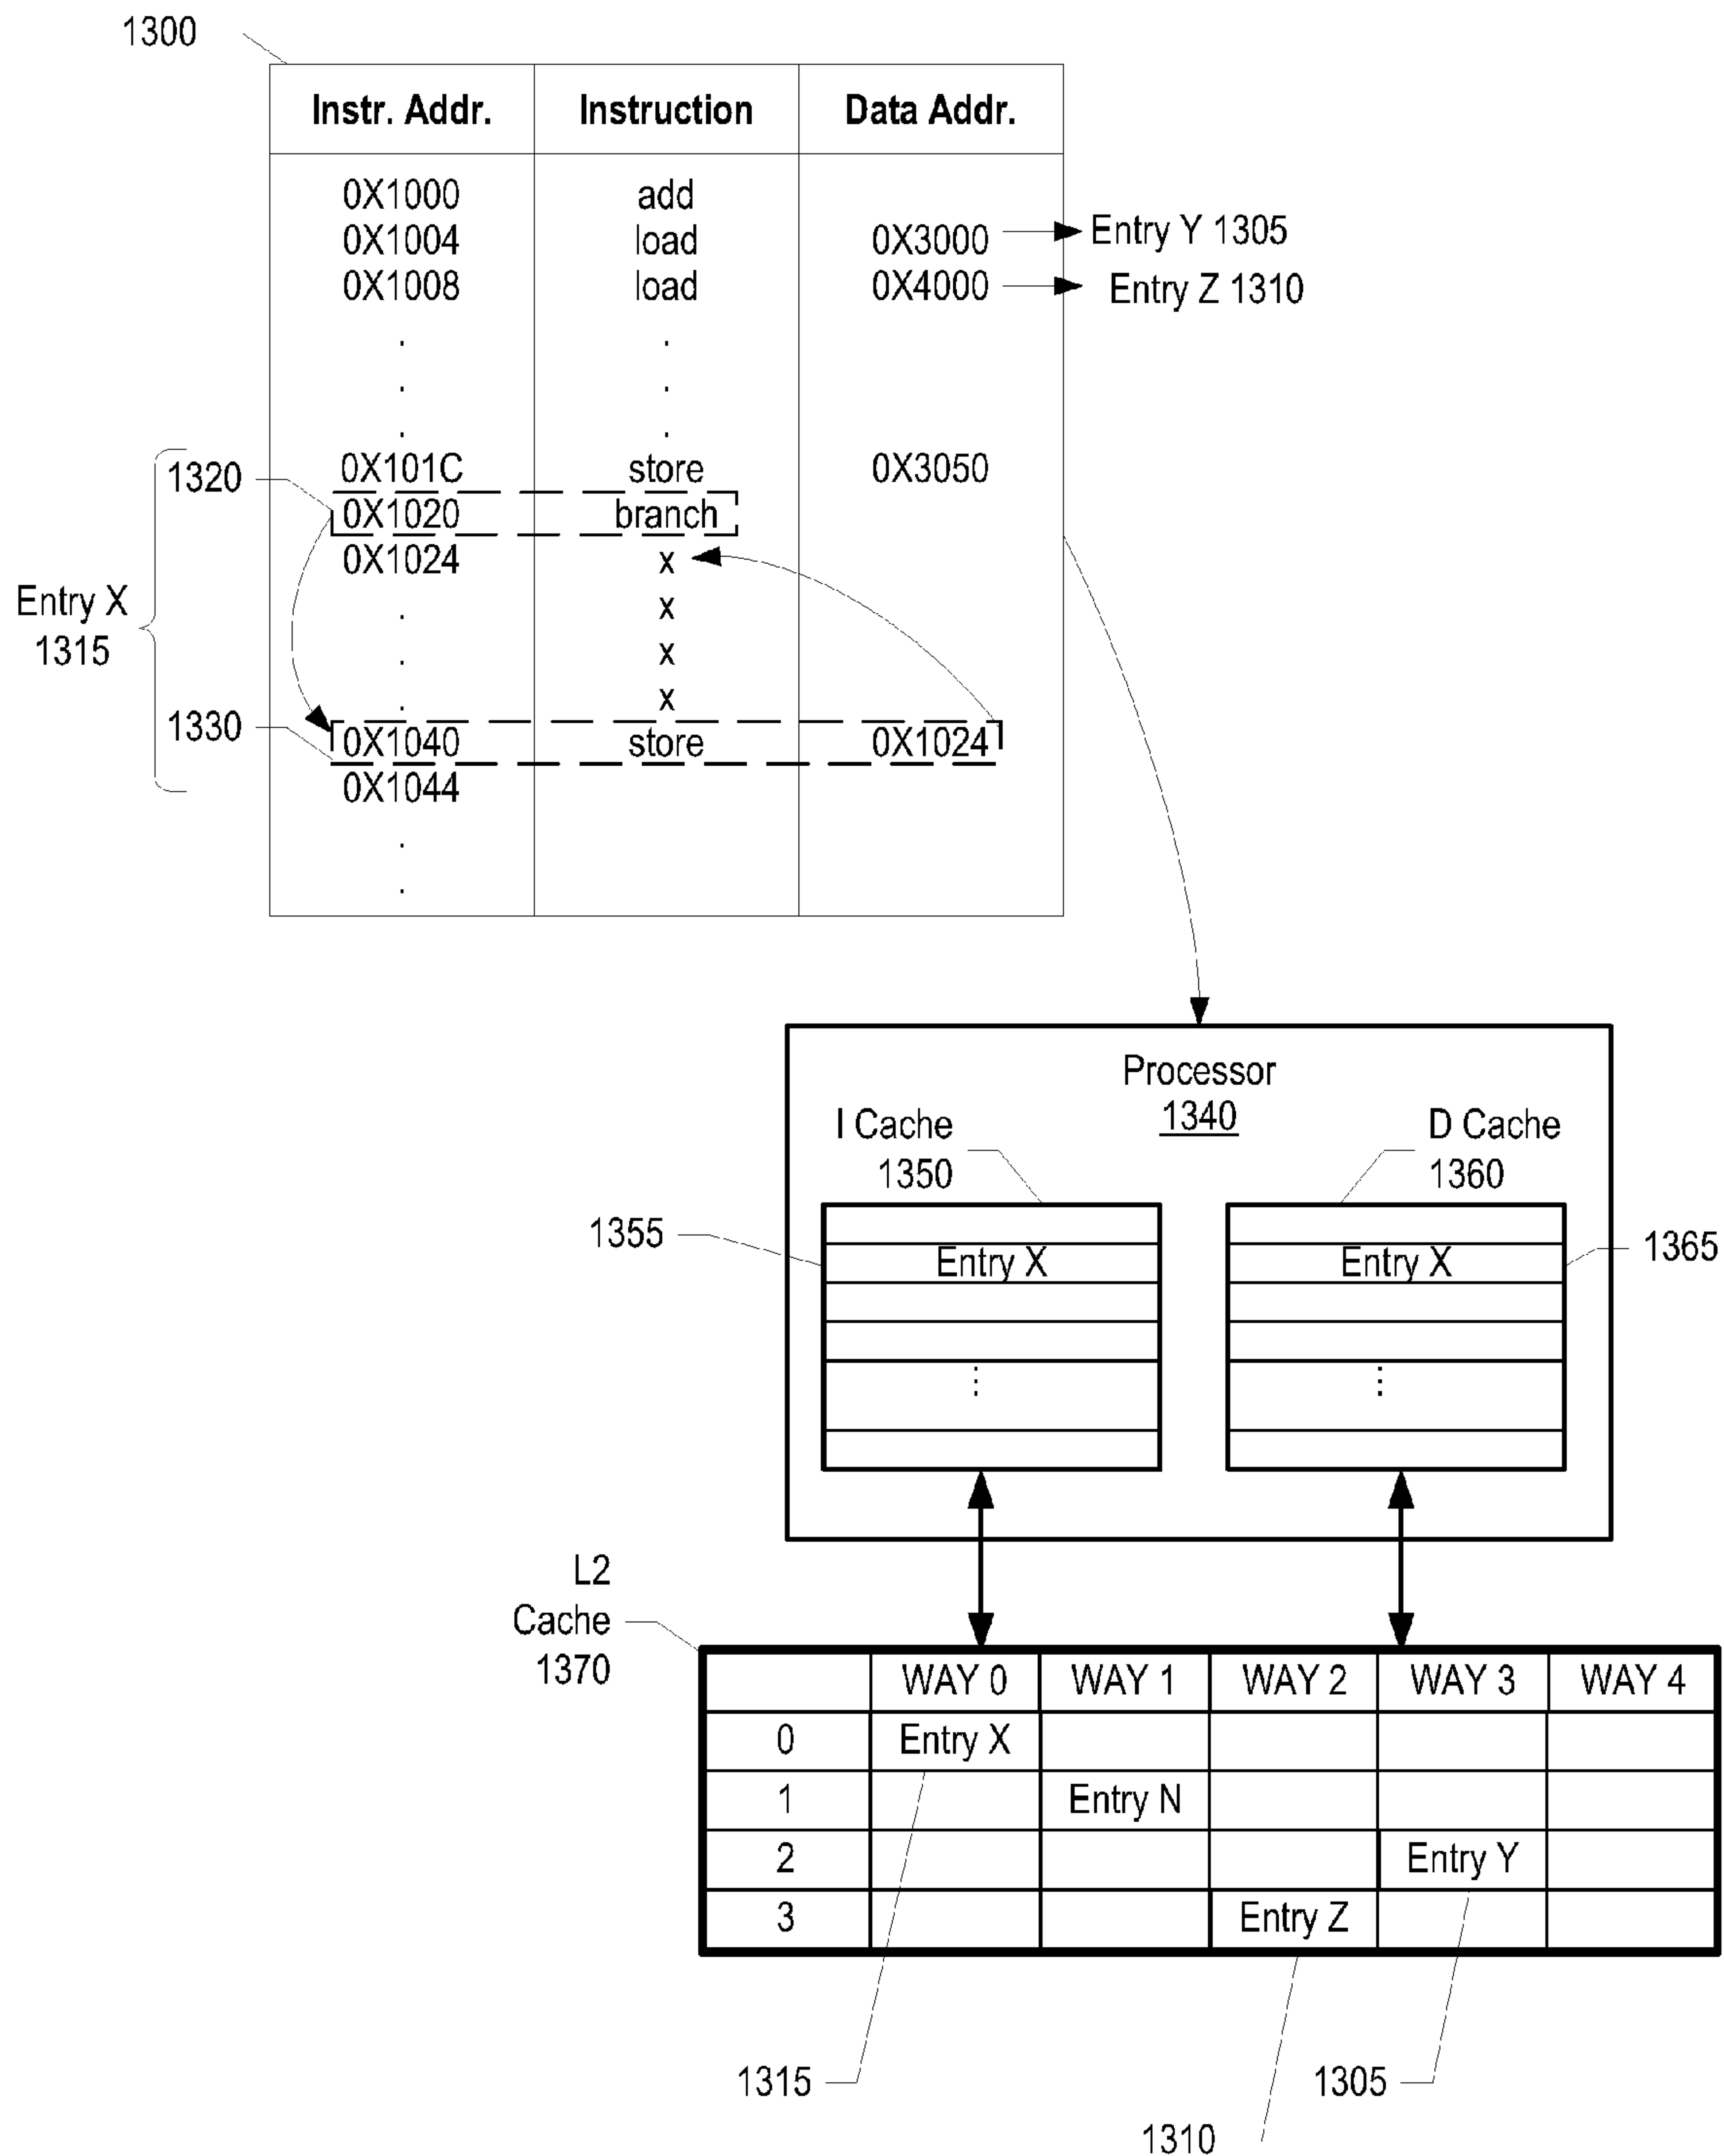 1300
Instr. Addr. Instruction Data Addr.
0X1000 add
0X1004 load 0X3000 Entry Y 1305
0X1008 load 0X4000 Entry Z 1310
. .
. .
. .
0X101C store 0X3050
1320 0X1020 branch
0X1024 x
. x
. x
. x
Entry X
1315
1330 0X1040 store 0X1024
0X1044
.
.
Processor
1340
I Cache
1350
D Cache
1360
1355 Entry X Entry X 1365
⋮ ⋮
L2
Cache
1370
WAY 0 WAY 1 WAY 2 WAY 3 WAY 4
0 Entry X
1 Entry N
2 Entry Y
3 Entry Z
1315 1305
1310